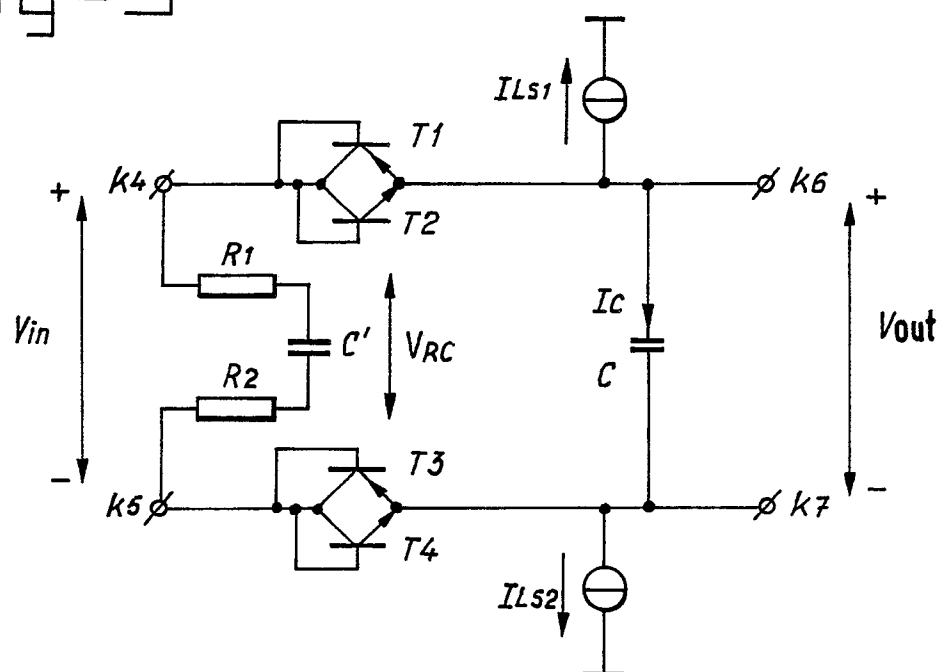 ILS1
T1
+
K4
K6
+
T2
R1
Vin
C'
VRC
IC
Vout
C
R2
T3
-
K5
K7
-
T4
ILS2